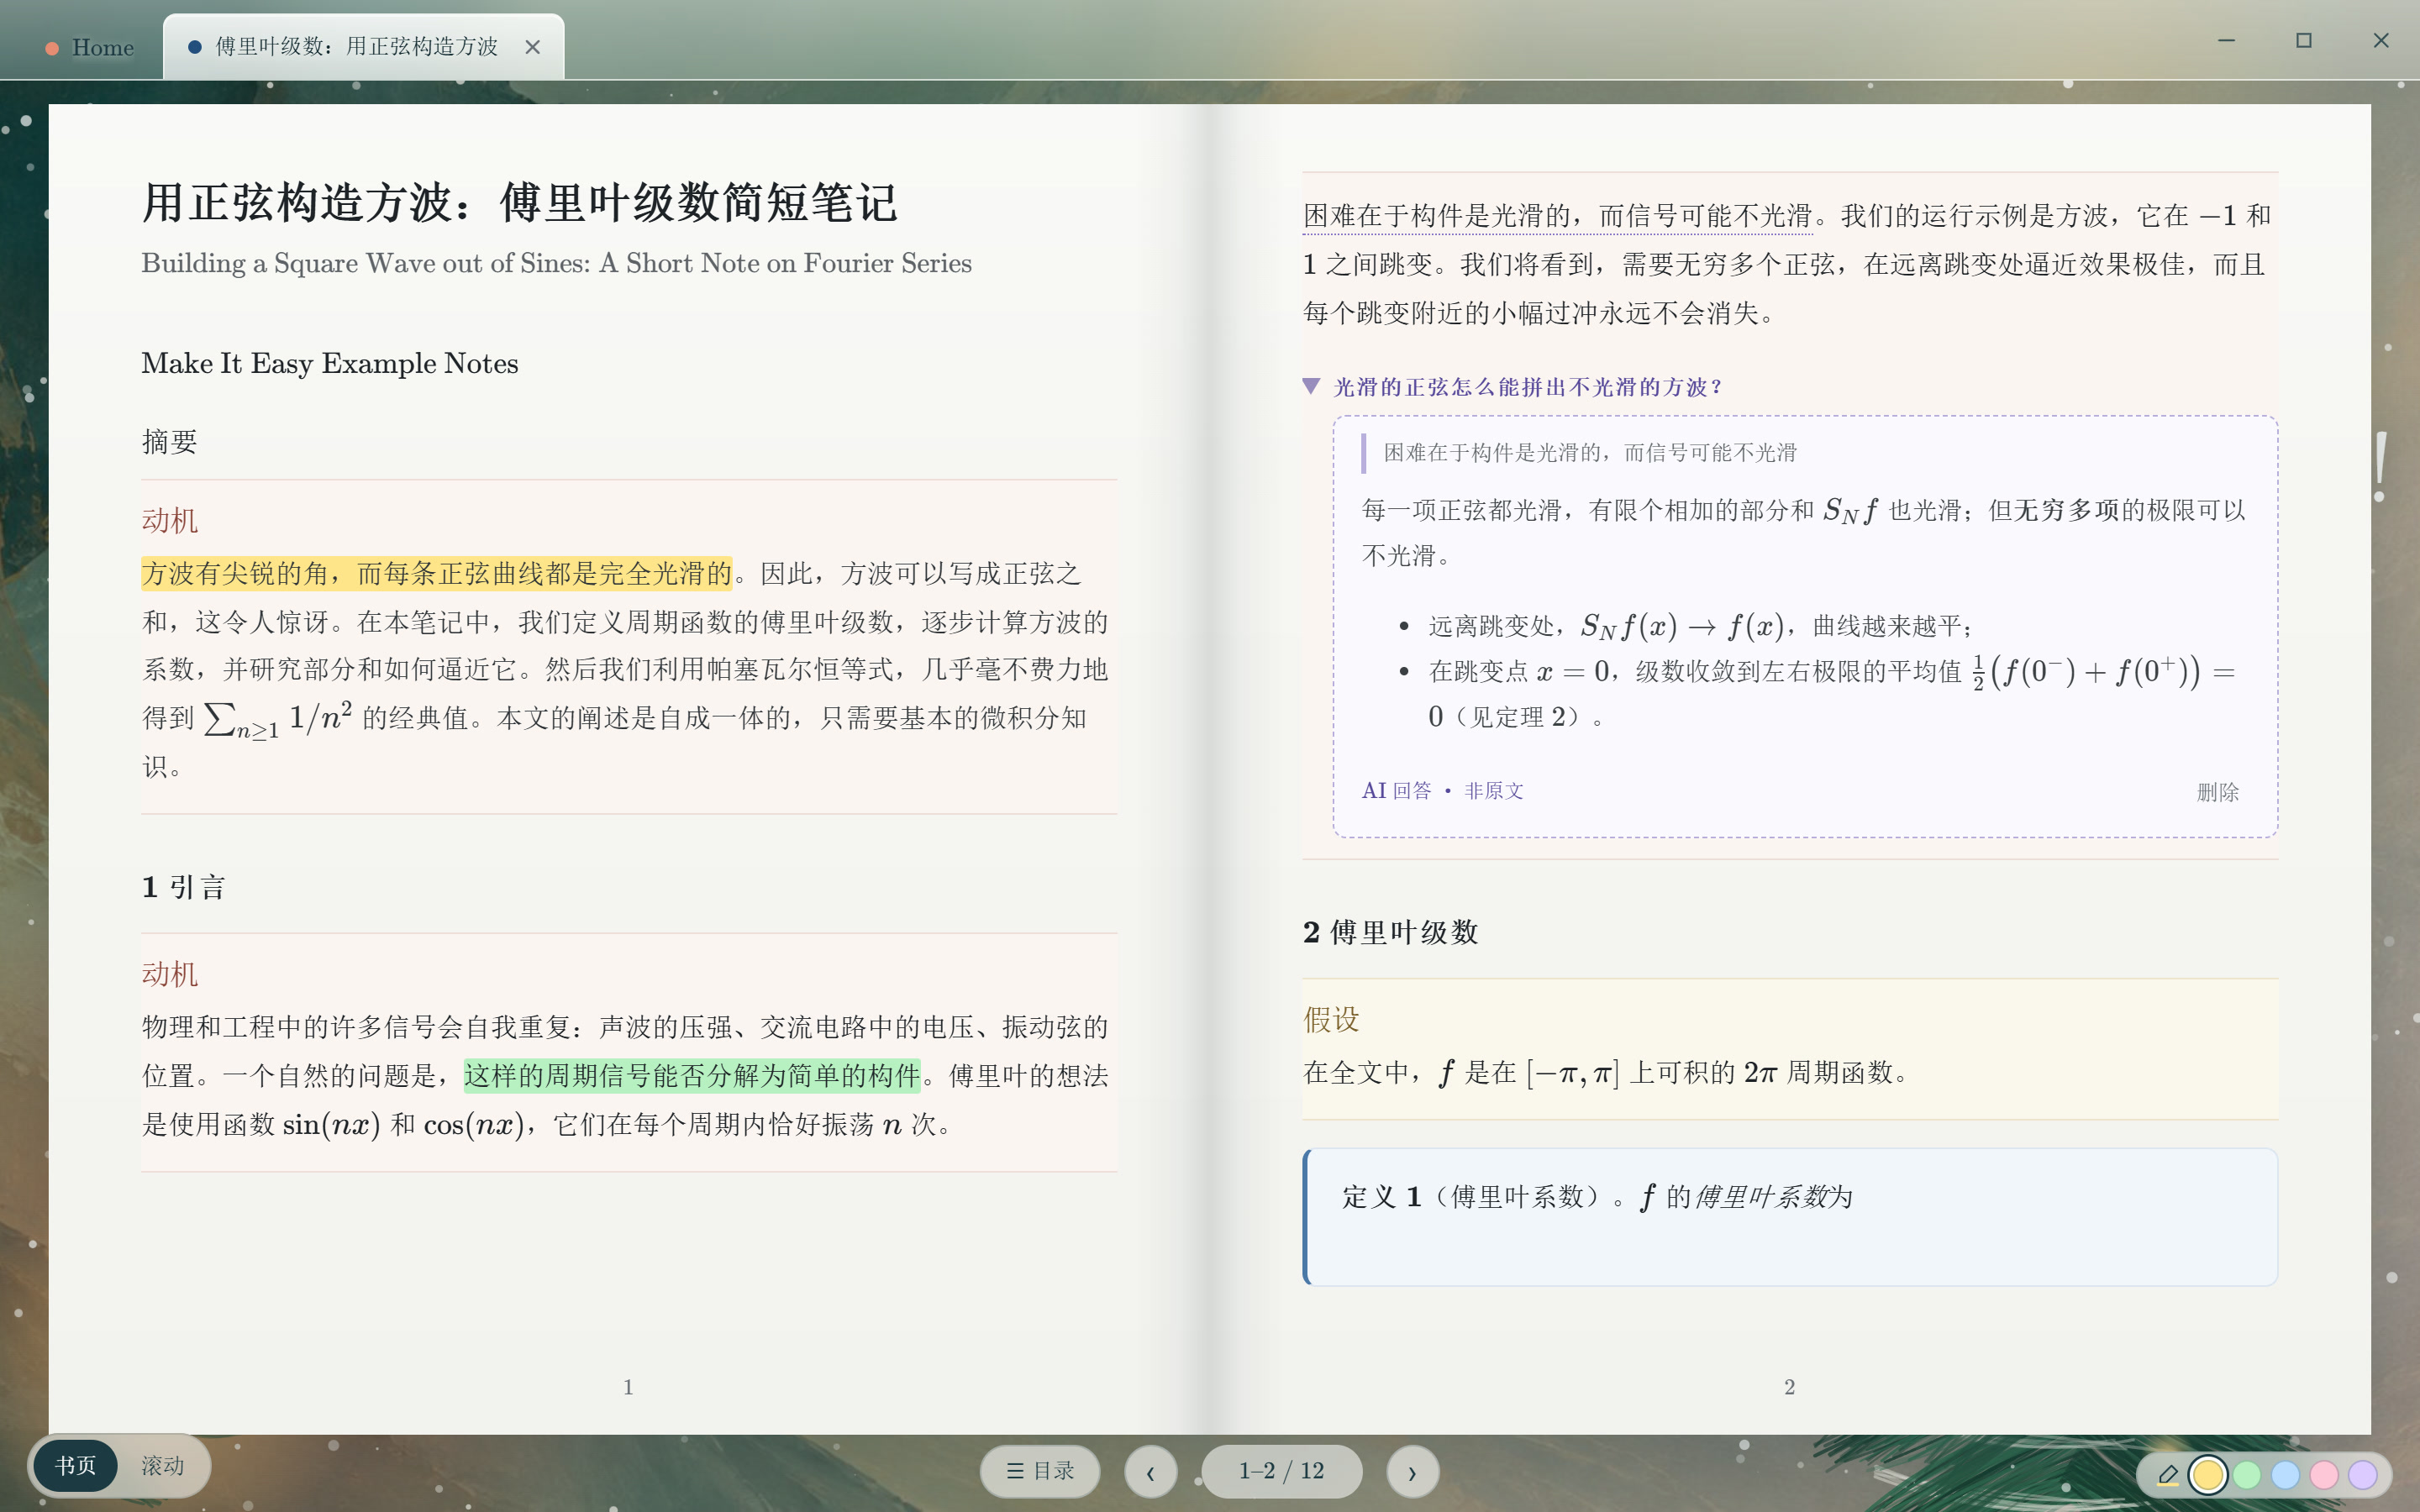 Home
傅里叶级数：用正弦构造方波
用正弦构造方波：傅里叶级数简短笔记
Building a Square Wave out of Sines: A Short Note on Fourier Series
Make It Easy Example Notes
摘要
动机
方波有尖锐的角，而每条正弦曲线都是完全光滑的。因此，方波可以写成正弦之
和，这令人惊讶。在本笔记中，我们定义周期函数的傅里叶级数，逐步计算方波的
系数，并研究部分和如何逼近它。然后我们利用帕塞瓦尔恒等式，几乎毫不费力地
得到 ∑_{n≥1} 1/n² 的经典值。本文的阐述是自成一体的，只需要基本的微积分知
识。
1 引言
动机
物理和工程中的许多信号会自我重复：声波的压强、交流电路中的电压、振动弦的
位置。一个自然的问题是，这样的周期信号能否分解为简单的构件。傅里叶的想法
是使用函数 sin(nx) 和 cos(nx)，它们在每个周期内恰好振荡 n 次。
1
困难在于构件是光滑的，而信号可能不光滑。我们的运行示例是方波，它在 −1 和
1 之间跳变。我们将看到，需要无穷多个正弦，在远离跳变处逼近效果极佳，而且
每个跳变附近的小幅过冲永远不会消失。
▼ 光滑的正弦怎么能拼出不光滑的方波？
困难在于构件是光滑的，而信号可能不光滑
每一项正弦都光滑，有限个相加的部分和 S_N f 也光滑；但无穷多项的极限可以
不光滑。
• 远离跳变处，S_N f(x) → f(x)，曲线越来越平；
• 在跳变点 x = 0，级数收敛到左右极限的平均值 ½(f(0⁻) + f(0⁺)) =
0（见定理 2）。
AI 回答 • 非原文
删除
2 傅里叶级数
假设
在全文中，f 是在 [−π, π] 上可积的 2π 周期函数。
定义 1（傅里叶系数）。f 的傅里叶系数为
2
!
书页
滚动
☰ 目录
‹
1–2 / 12
›